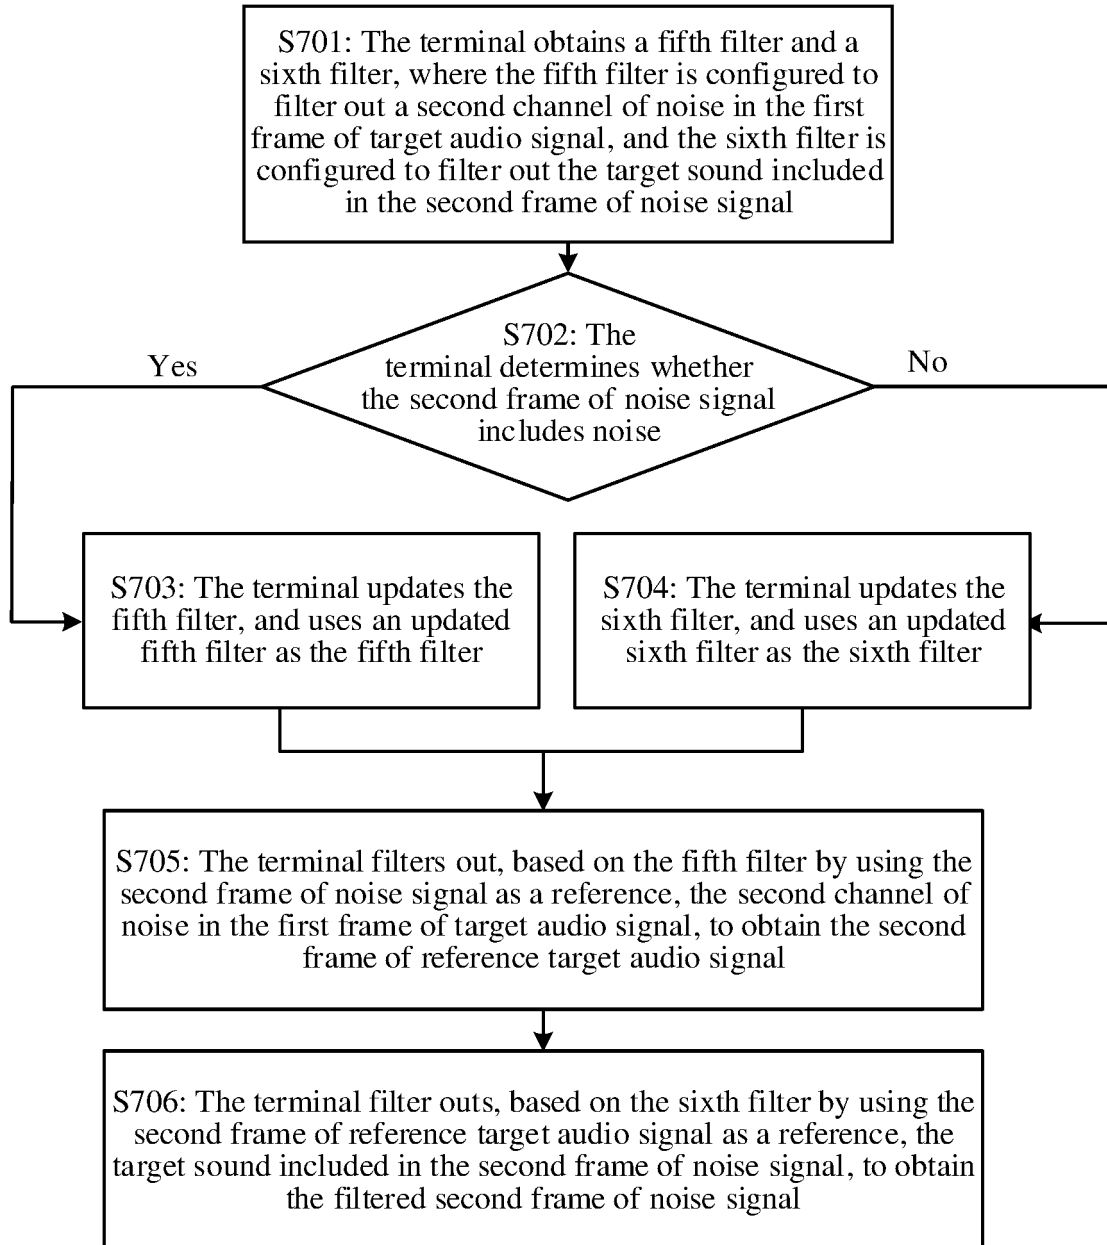 S701: The terminal obtains a fifth filter and a
sixth filter, where the fifth filter is configured to
filter out a second channel of noise in the first
frame of target audio signal, and the sixth filter is
configured to filter out the target sound included
in the second frame of noise signal
S702: The
terminal determines whether
the second frame of noise signal
includes noise
Yes
No
S703: The terminal updates the
fifth filter, and uses an updated
fifth filter as the fifth filter
S704: The terminal updates the
sixth filter, and uses an updated
sixth filter as the sixth filter
S705: The terminal filters out, based on the fifth filter by using the
second frame of noise signal as a reference, the second channel of
noise in the first frame of target audio signal, to obtain the second
frame of reference target audio signal
S706: The terminal filter outs, based on the sixth filter by using the
second frame of reference target audio signal as a reference, the
target sound included in the second frame of noise signal, to obtain
the filtered second frame of noise signal